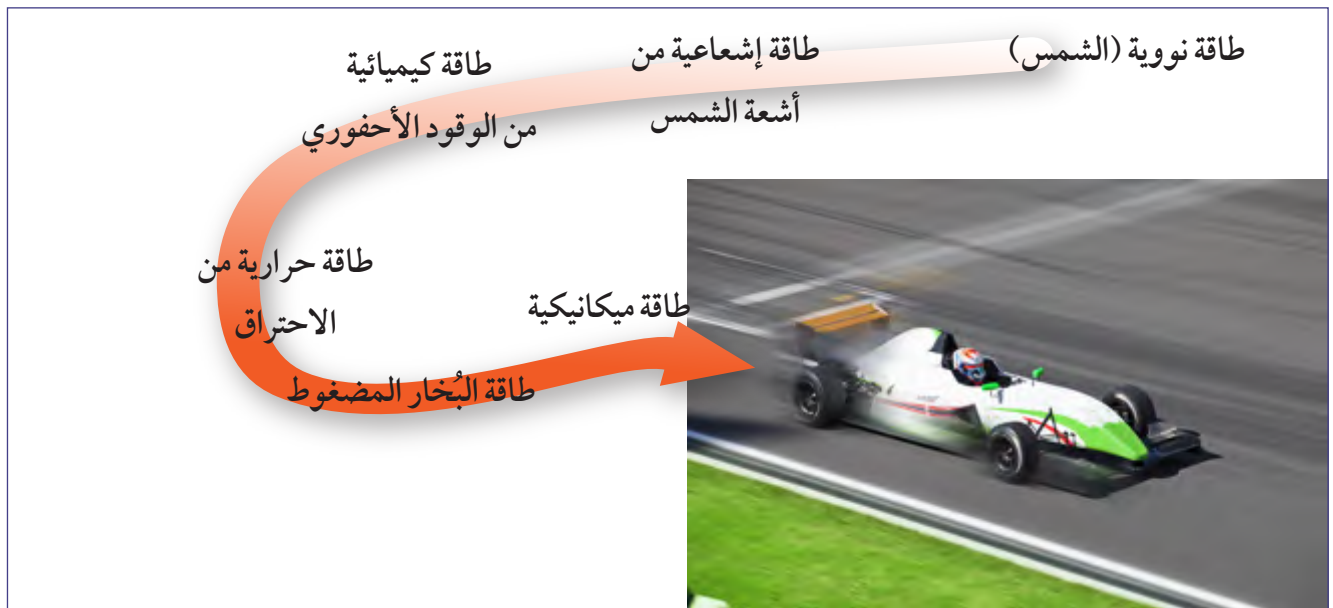 طاقة نووية (الشمس)
طاقة إشعاعية من
أشعة الشمس
طاقة كيميائية
من الوقود الأحفوري
طاقة حرارية من
الاحتراق
طاقة البُخار المضغوط
طاقة ميكانيكية